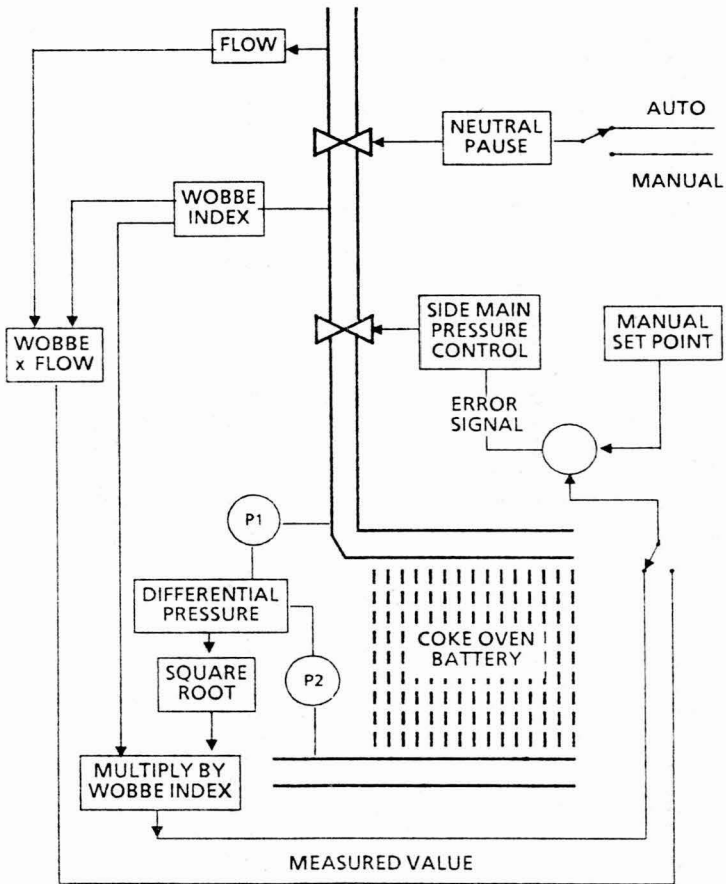 FLOW
NEUTRAL
PAUSE
AUTO
MANUAL
WOBBE
INDEX
SIDE MAIN
PRESSURE
CONTROL
MANUAL
SET POINT
WOBBE
x FLOW
ERROR
SIGNAL
P1
DIFFERENTIAL
PRESSURE
COKE OVEN
BATTERY
SQUARE
ROOT
P2
MULTIPLY BY
WOBBE INDEX
MEASURED VALUE